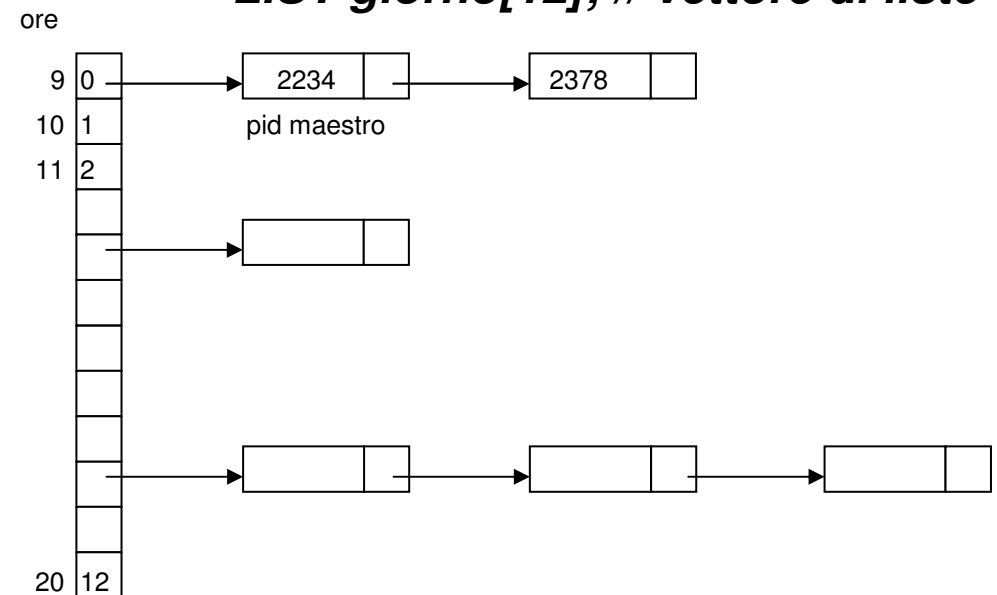 LIST giorno[12]; // vettore di liste
ore
9 0 2234 2378
10 1 pid maestro
11 2
20 12